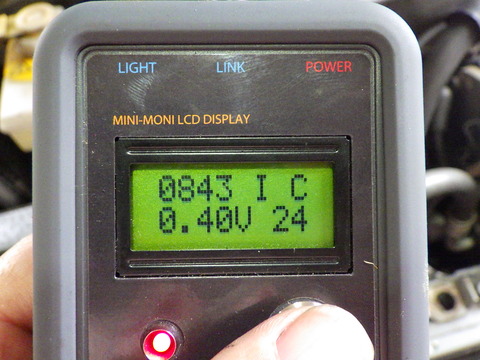 LIGHT LINK POWER
MINI-MONI LCD DISPLAY
0843 I C
0.40V 24